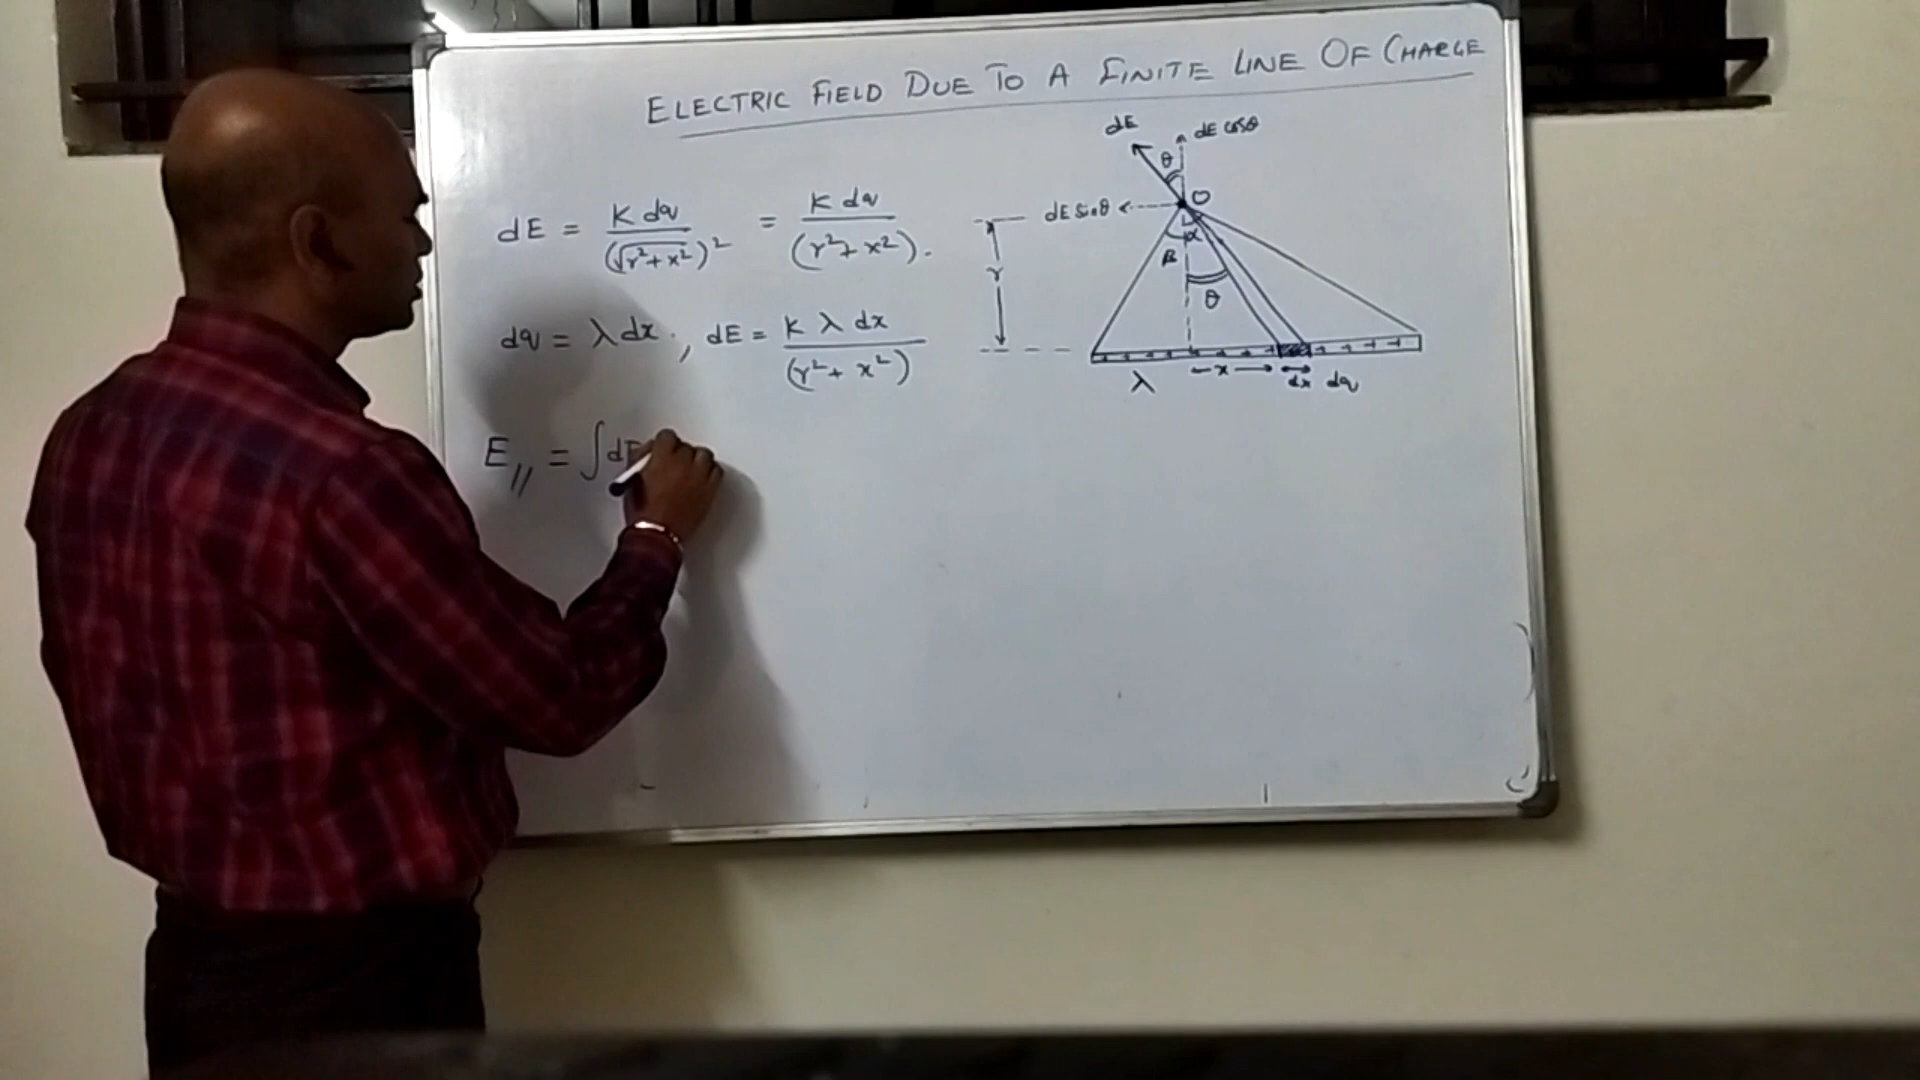 ELECTRIC FIELD DUE TO A FINITE LINE OF CHARGE
dE = K dq / (√r²+x²)² = K dq / (r²+x²).
dq = λ dx, dE = K λ dx / (r²+x²)
E∥ = ∫dE
dE
dE cosθ
θ
O
dE sinθ
α
β
r
θ
+ + + + + + + + +
x
λ
dx dq